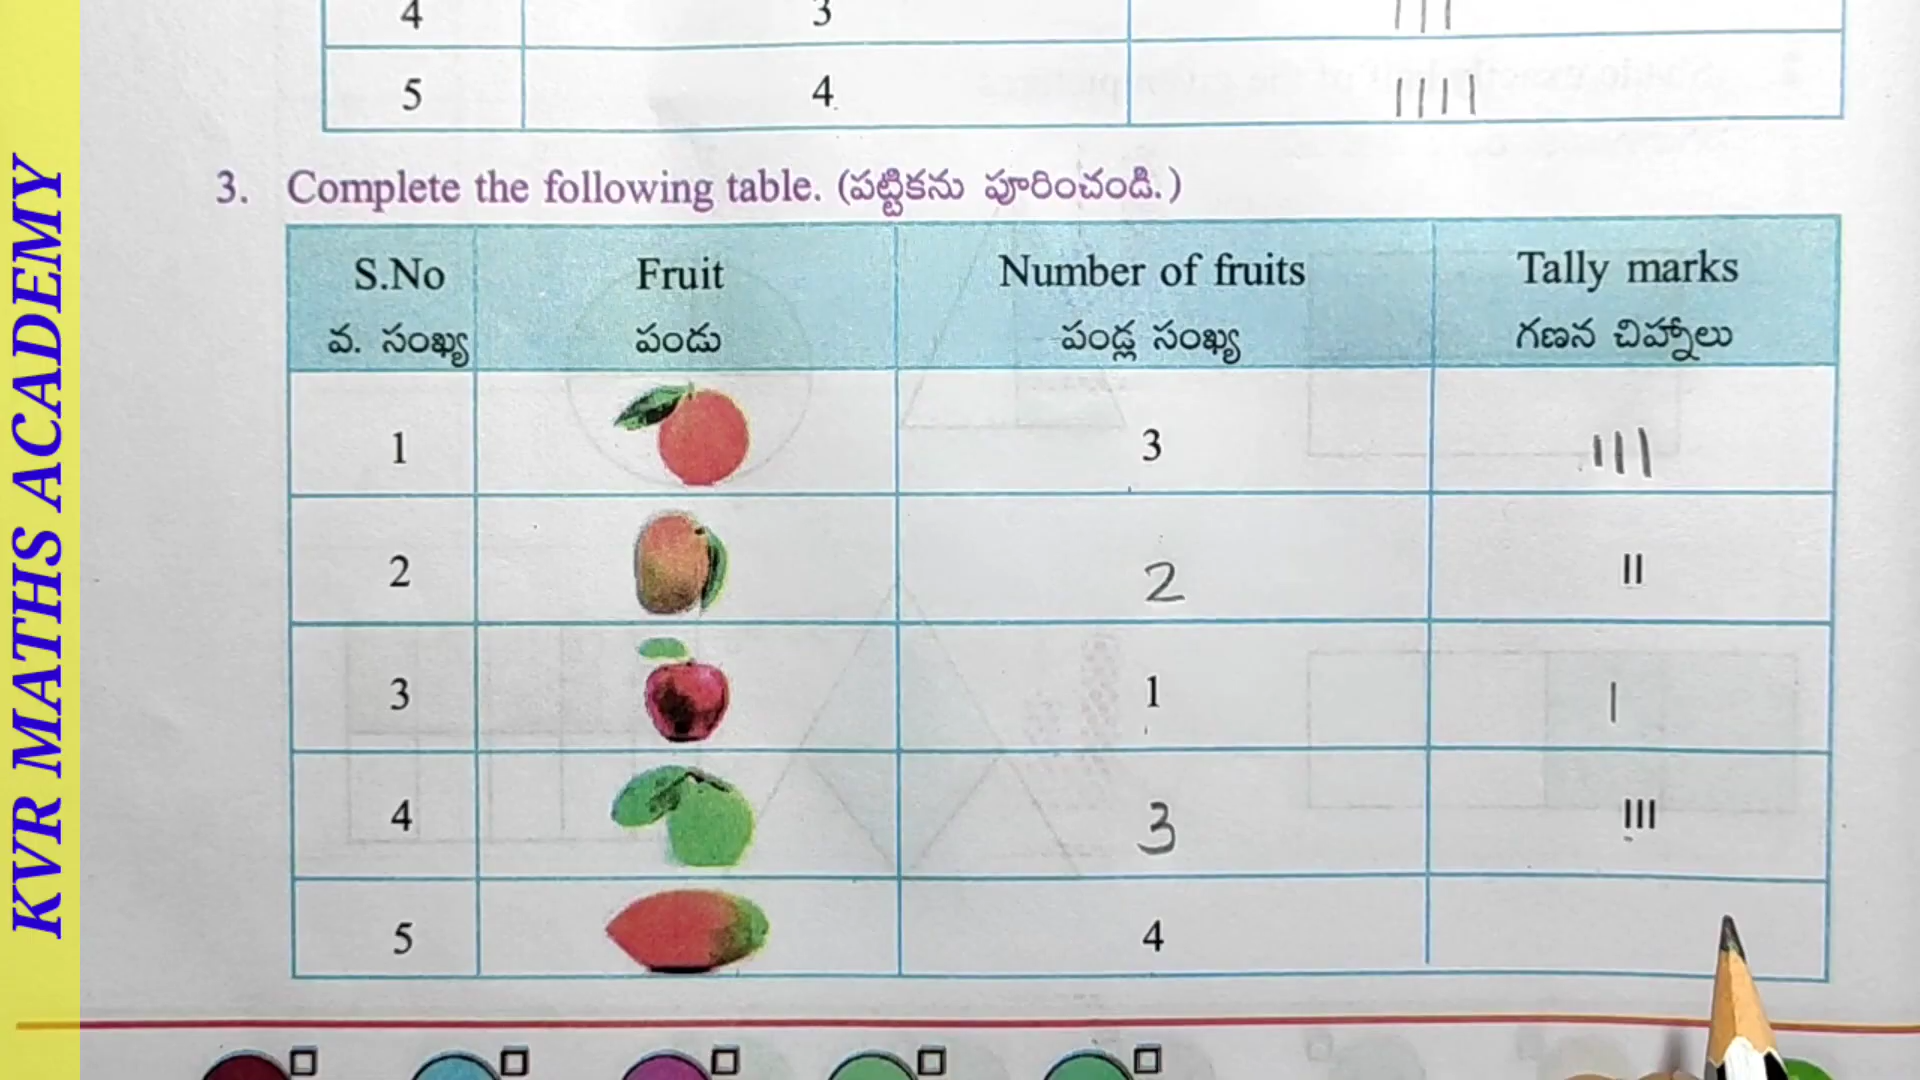 KVR MATHS ACADEMY
4 3 |||
5 4 ||||
3. Complete the following table. (పట్టికను పూరించండి.)
S.No Fruit Number of fruits Tally marks
వ. సంఖ్య పండు పండ్ల సంఖ్య గణన చిహ్నాలు
1 3 |||
2 2 ||
3 1 |
4 3 |||
5 4